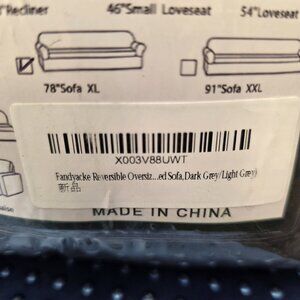 Recliner
46"Small Loveseat
54"Loveseat
78"Sofa XL
91"Sofa XXL
X003V88UWT
Fandyacke Reversible Oversiz...ed Sofa,Dark Grey/Light Grey)
新品
MADE IN CHINA